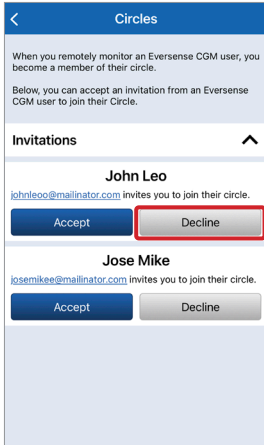 Circles
When you remotely monitor an Eversense CGM user, you
become a member of their circle.
Below, you can accept an invitation from an Eversense
CGM user to join their Circle.
Invitations
John Leo
johnleoo@mailinator.com invites you to join their circle.
Accept
Decline
Jose Mike
josemikee@mailinator.com invites you to join their circle.
Accept
Decline